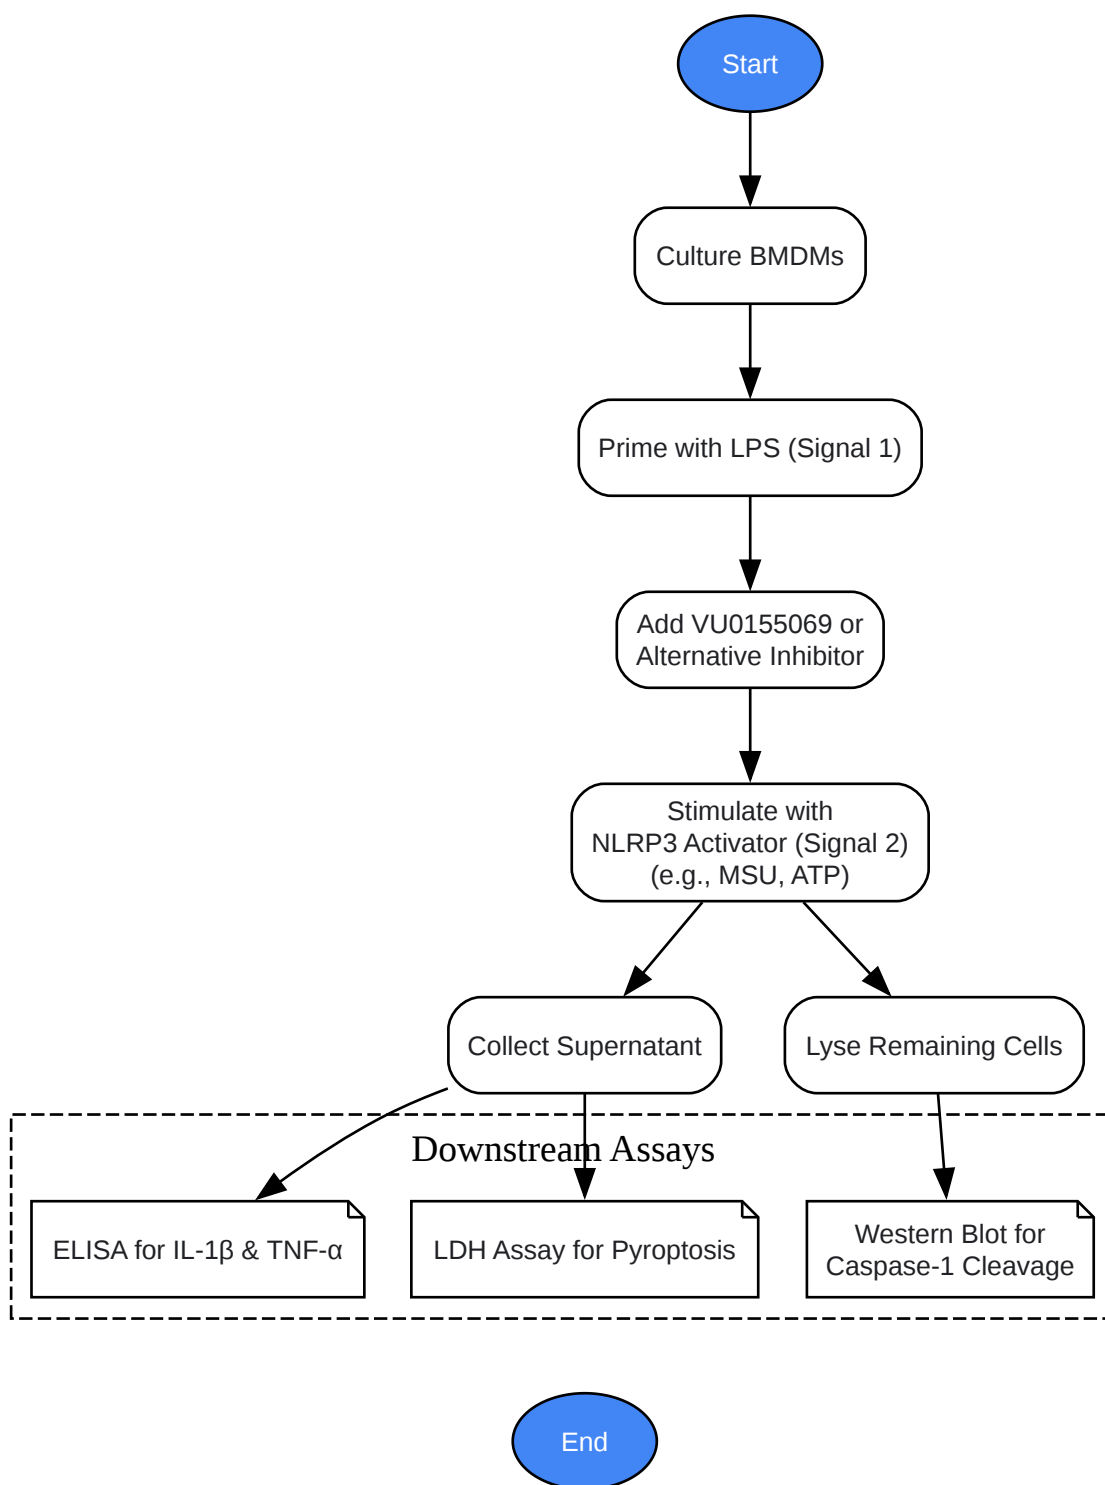 Start
Culture BMDMs
Prime with LPS (Signal 1)
Add VU0155069 or
Alternative Inhibitor
Stimulate with
NLRP3 Activator (Signal 2)
(e.g., MSU, ATP)
Collect Supernatant
Lyse Remaining Cells
Downstream Assays
ELISA for IL-1β & TNF-α
LDH Assay for Pyroptosis
Western Blot for
Caspase-1 Cleavage
End